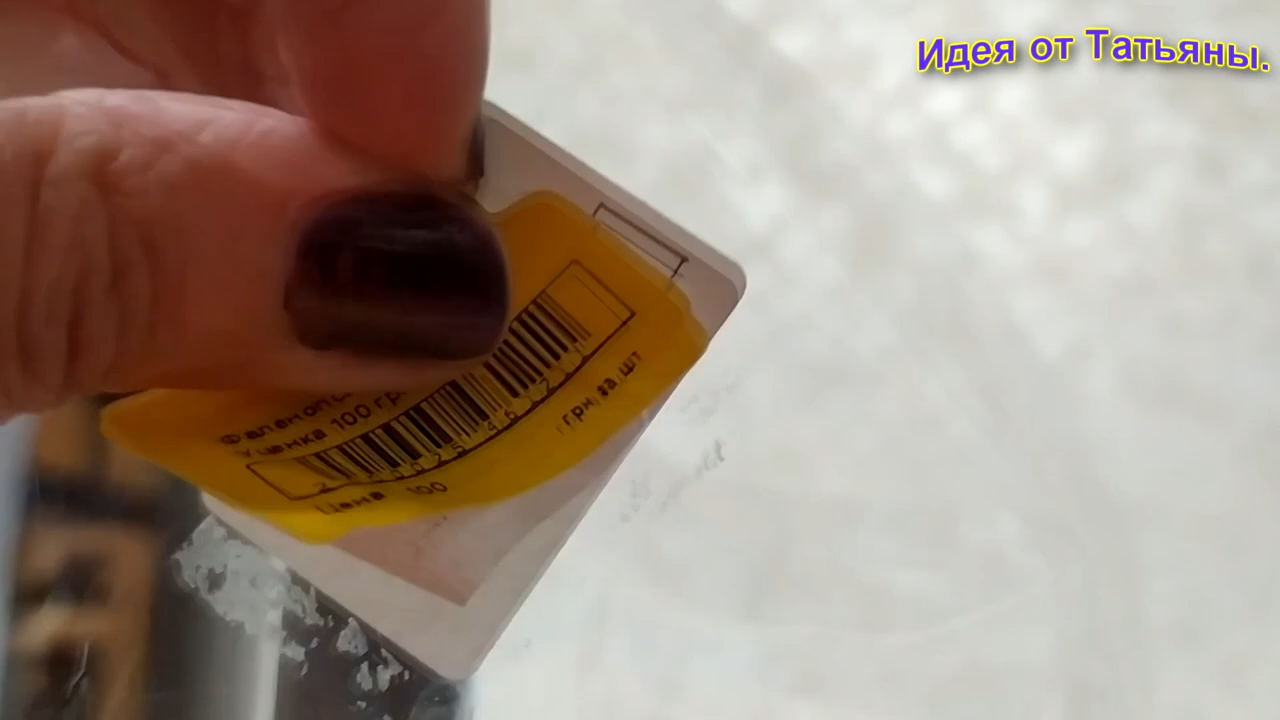 Идея от Татьяны.
Уценка 100 гр
Цена 100
грн, за, шт